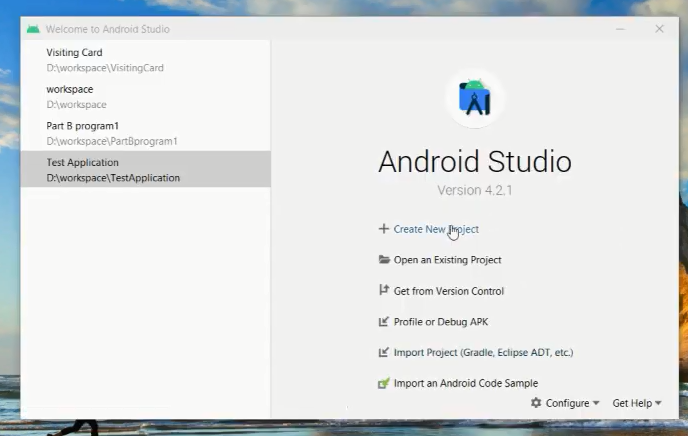 Welcome to Android Studio
Visiting Card
D:\workspace\VisitingCard
workspace
D:\workspace
Part B program1
D:\workspace\PartBprogram1
Test Application
D:\workspace\TestApplication
Android Studio
Version 4.2.1
Create New Project
Open an Existing Project
Get from Version Control
Profile or Debug APK
Import Project (Gradle, Eclipse ADT, etc.)
Import an Android Code Sample
Configure
Get Help